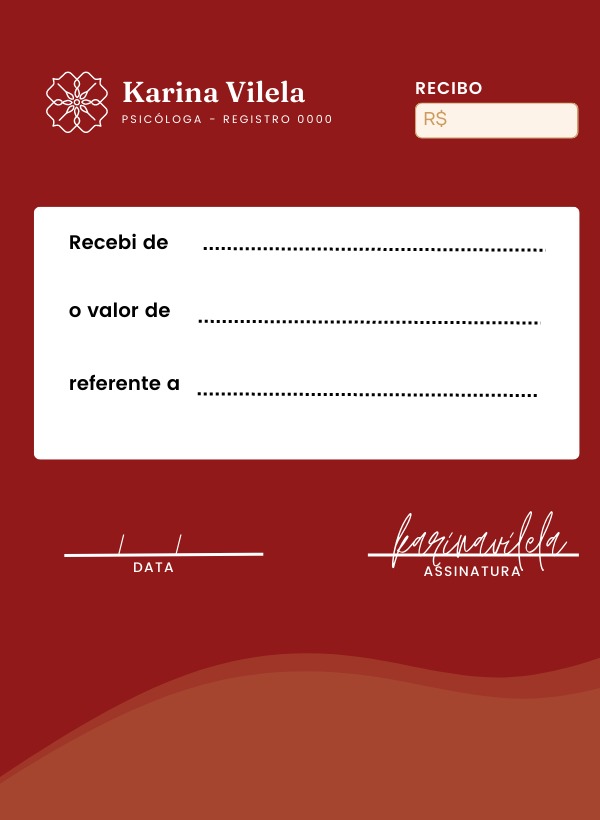 Karina Vilela
PSICÓLOGA - REGISTRO 0000
RECIBO
R$
Recebi de
o valor de
referente a
/ /
DATA
karinavilela
ASSINATURA